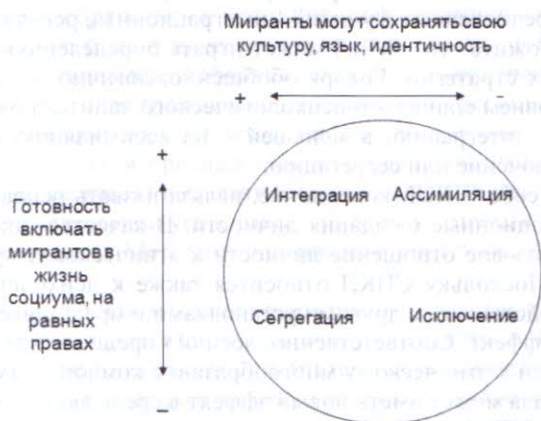 Мигранты могут сохранять свою
культуру, язык, идентичность
+ -
+
Готовность
включать
мигрантов в
жизнь
социума, на
равных
правах
Интеграция Ассимиляция
Сегрегация Исключение
–